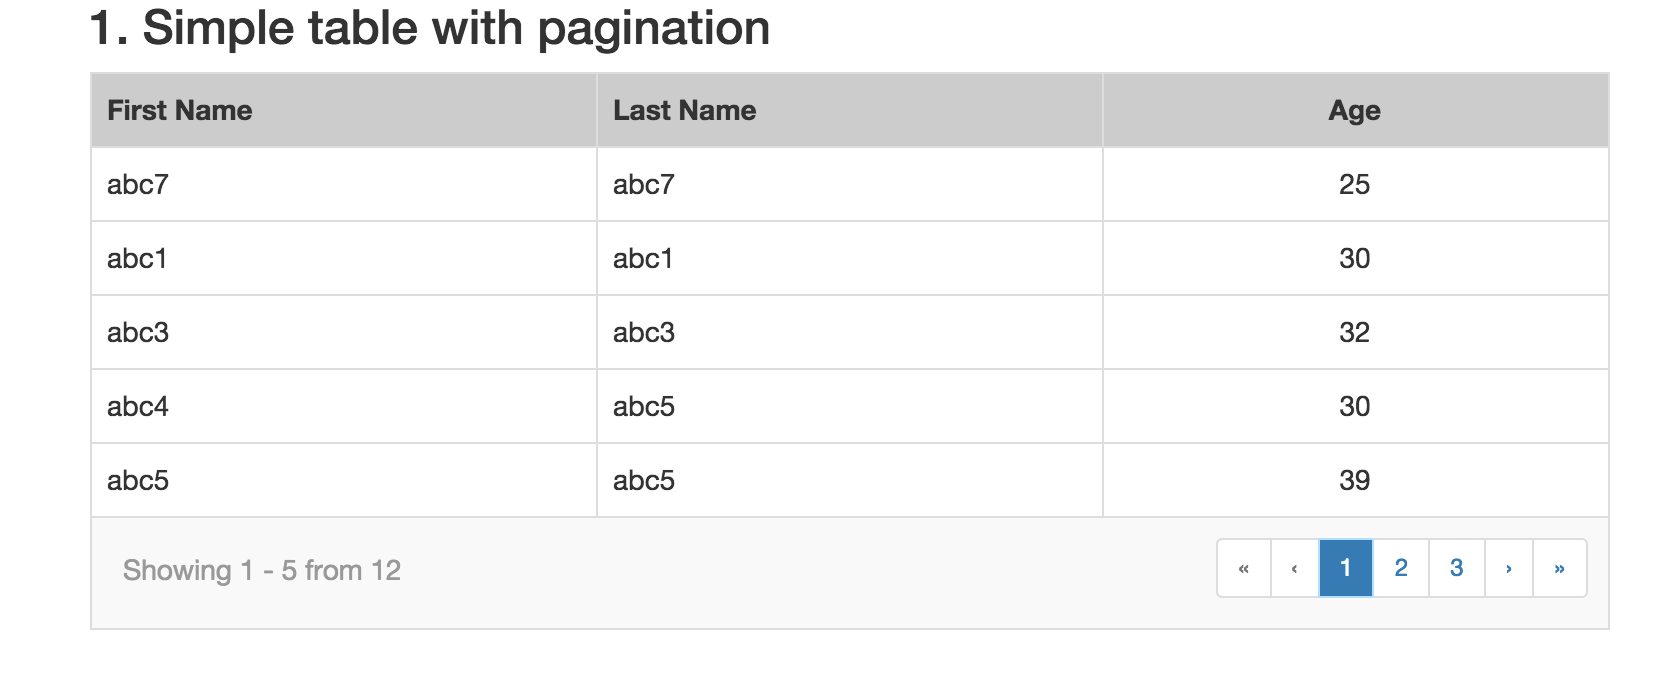 1. Simple table with pagination
First Name Last Name Age
abc7 abc7 25
abc1 abc1 30
abc3 abc3 32
abc4 abc5 30
abc5 abc5 39
Showing 1 - 5 from 12 « ‹ 1 2 3 › »